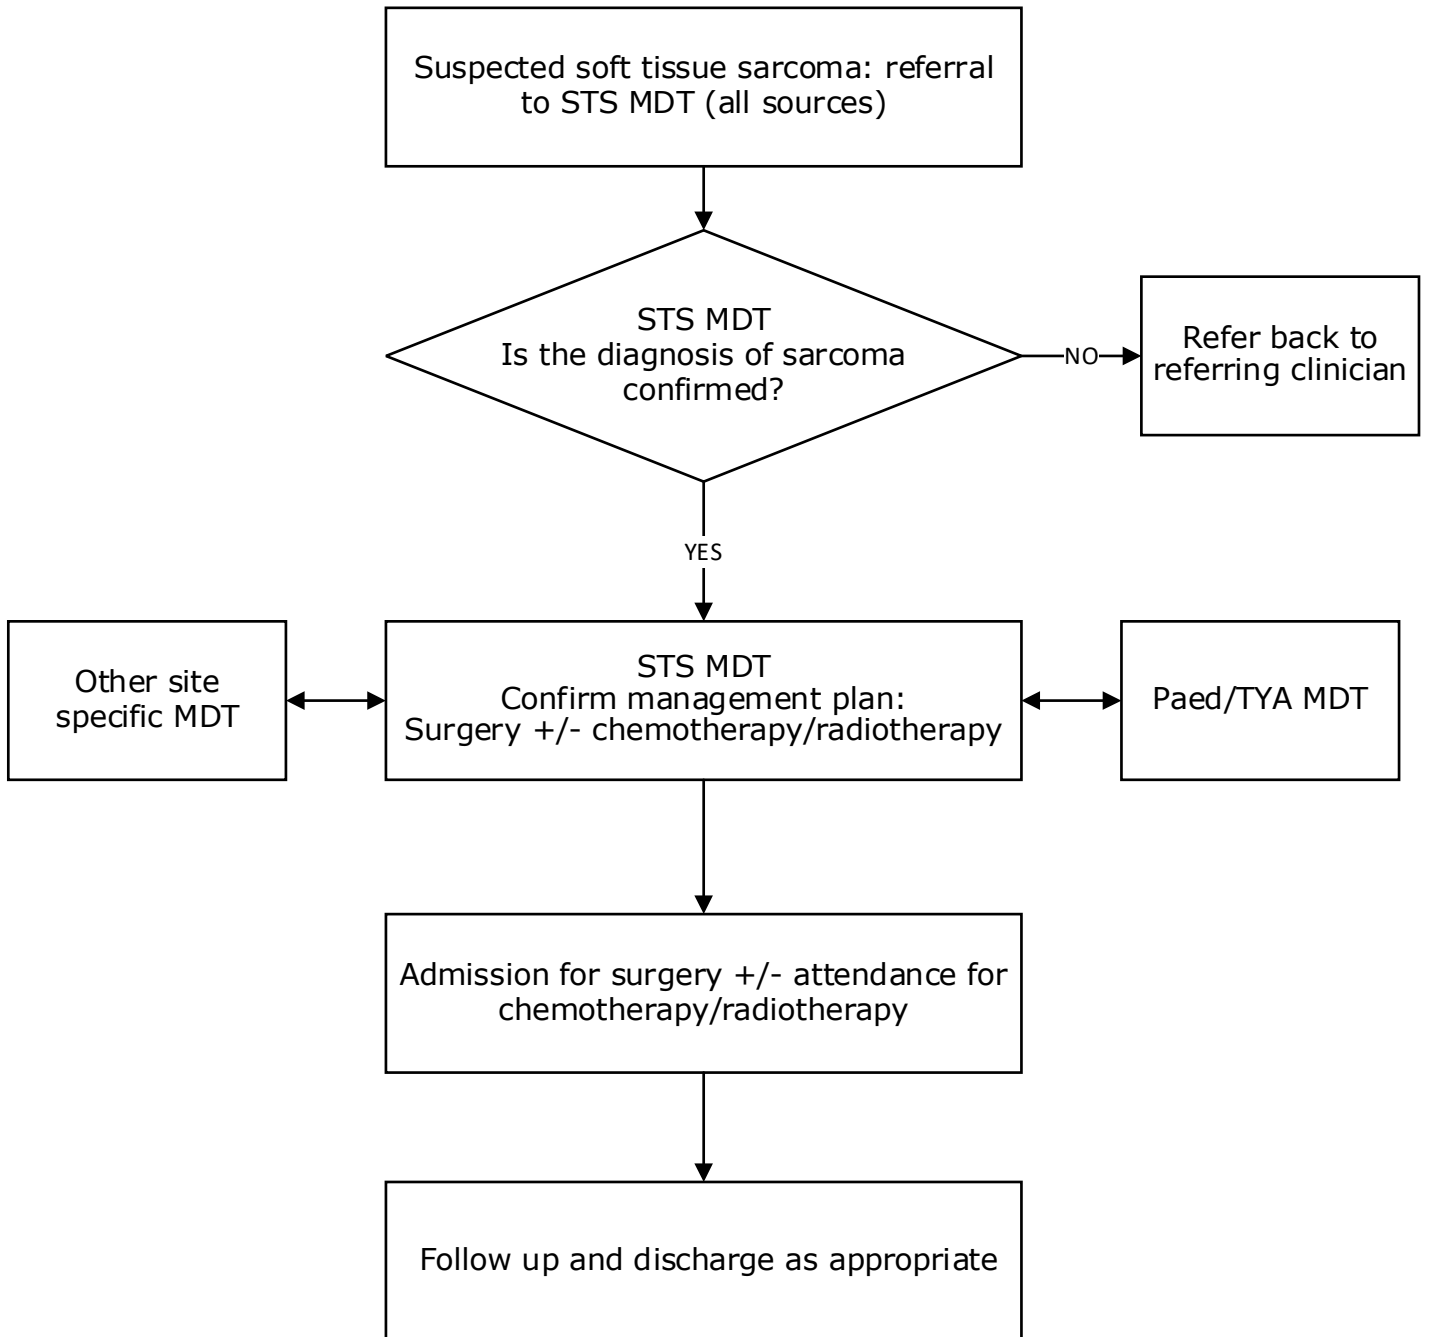 Suspected soft tissue sarcoma: referral
to STS MDT (all sources)
STS MDT
Is the diagnosis of sarcoma
confirmed?
NO
Refer back to
referring clinician
YES
Other site
specific MDT
STS MDT
Confirm management plan:
Surgery +/- chemotherapy/radiotherapy
Paed/TYA MDT
Admission for surgery +/- attendance for
chemotherapy/radiotherapy
Follow up and discharge as appropriate